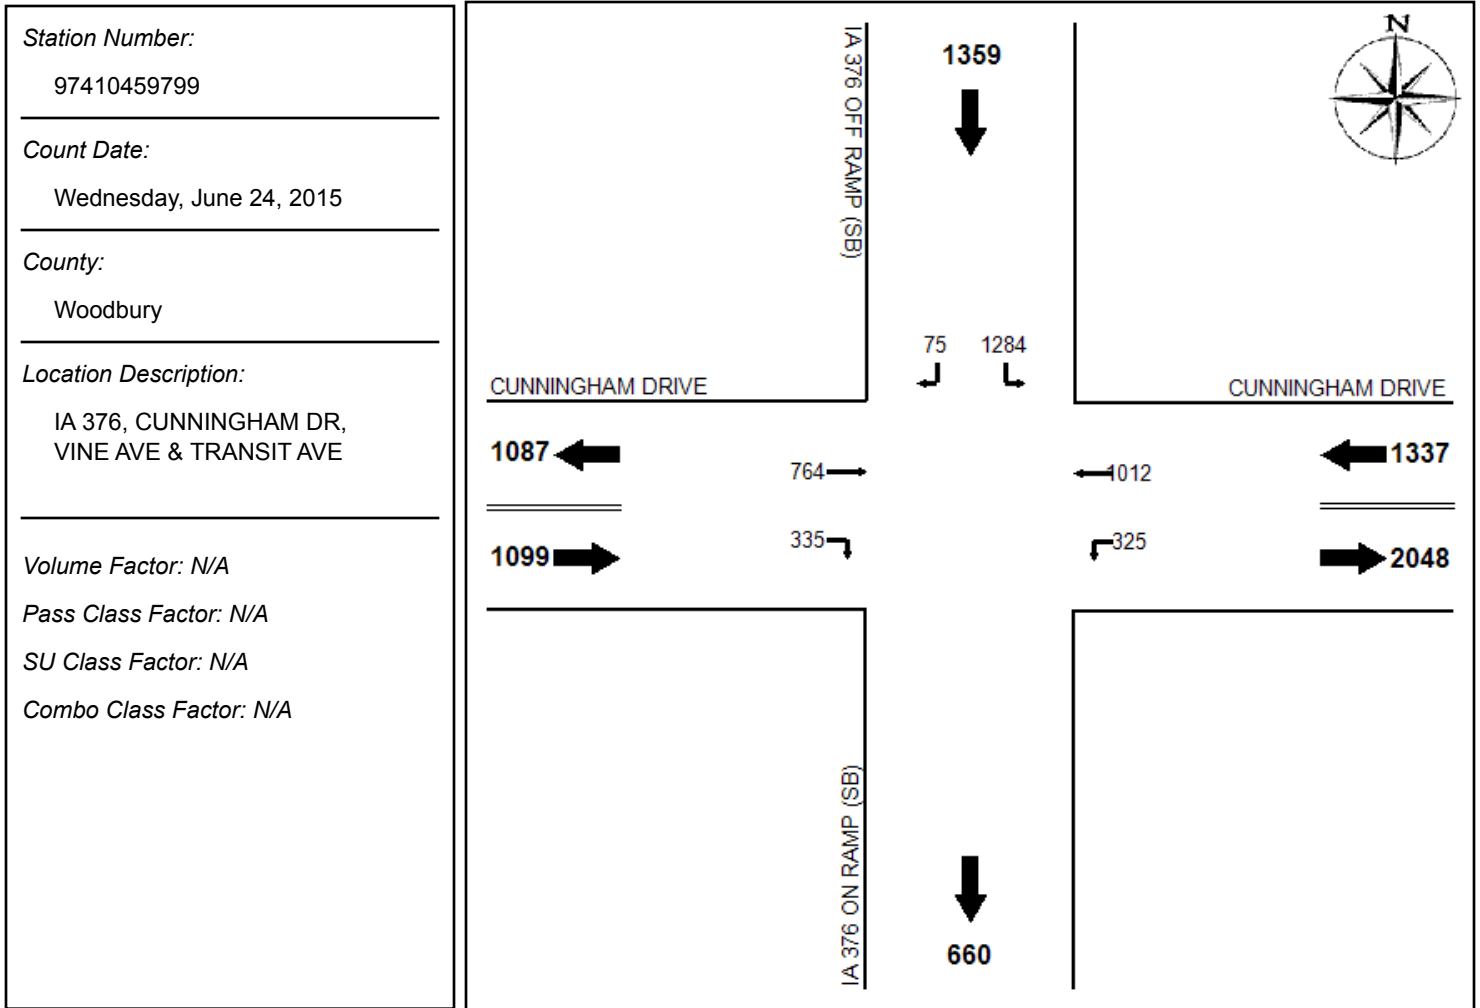 Station Number:
97410459799
Count Date:
Wednesday, June 24, 2015
County:
Woodbury
Location Description:
IA 376, CUNNINGHAM DR,
VINE AVE & TRANSIT AVE
Volume Factor: N/A
Pass Class Factor: N/A
SU Class Factor: N/A
Combo Class Factor: N/A
N
IA 376 OFF RAMP (SB)
1359
75 1284
CUNNINGHAM DRIVE
CUNNINGHAM DRIVE
1087
764
1012
1337
1099
335
325
2048
IA 376 ON RAMP (SB)
660